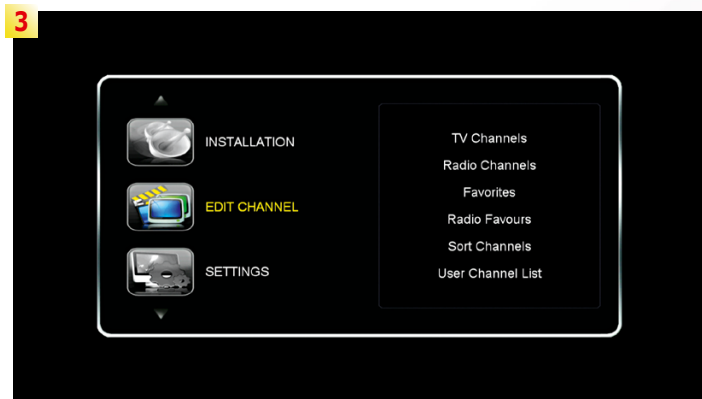 3
INSTALLATION
EDIT CHANNEL
SETTINGS
TV Channels
Radio Channels
Favorites
Radio Favours
Sort Channels
User Channel List